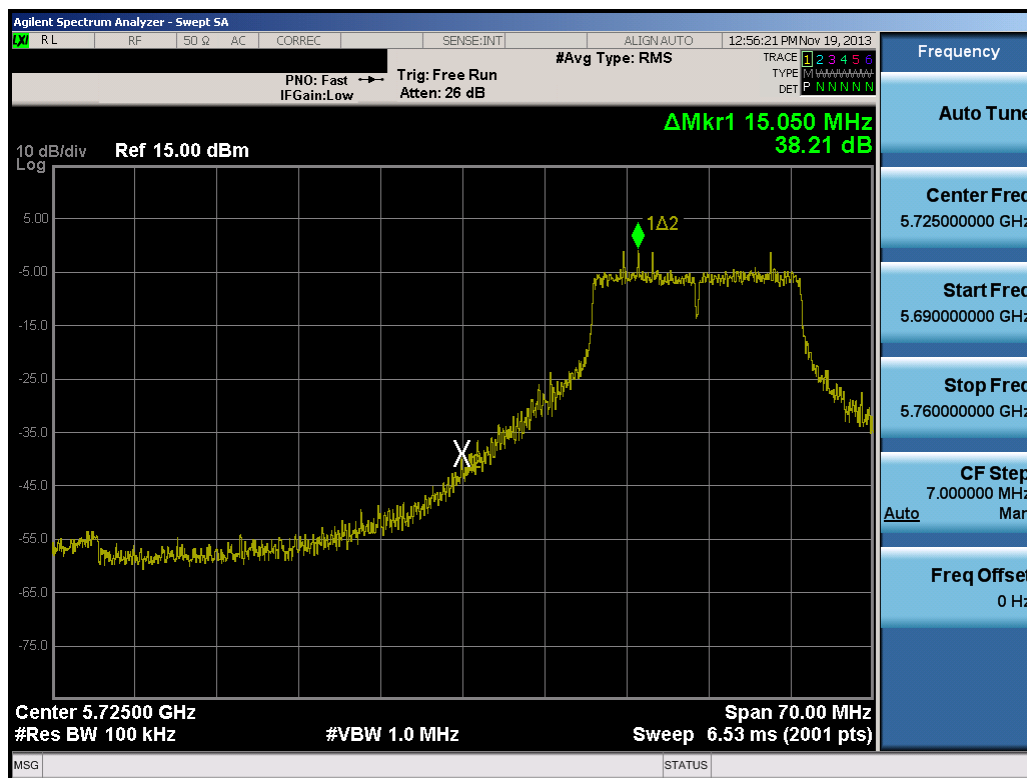 Agilent Spectrum Analyzer - Swept SA
LXI RL RF 50 Ω AC CORREC SENSE:INT ALIGN AUTO 12:56:21 PM Nov 19, 2013
PNO: Fast Trig: Free Run #Avg Type: RMS TRACE 1 2 3 4 5 6
IFGain:Low Atten: 26 dB TYPE M WWWWW
DET P N N N N N
ΔMkr1 15.050 MHz
38.21 dB
10 dB/div Ref 15.00 dBm
Log
5.00
-5.00
-15.0
-25.0
-35.0
-45.0
-55.0
-65.0
-75.0
1Δ2
X
Center 5.72500 GHz Span 70.00 MHz
#Res BW 100 kHz #VBW 1.0 MHz Sweep 6.53 ms (2001 pts)
MSG STATUS
Frequency
Auto Tune
Center Freq
5.725000000 GHz
Start Freq
5.690000000 GHz
Stop Freq
5.760000000 GHz
CF Step
7.000000 MHz
Auto Man
Freq Offset
0 Hz